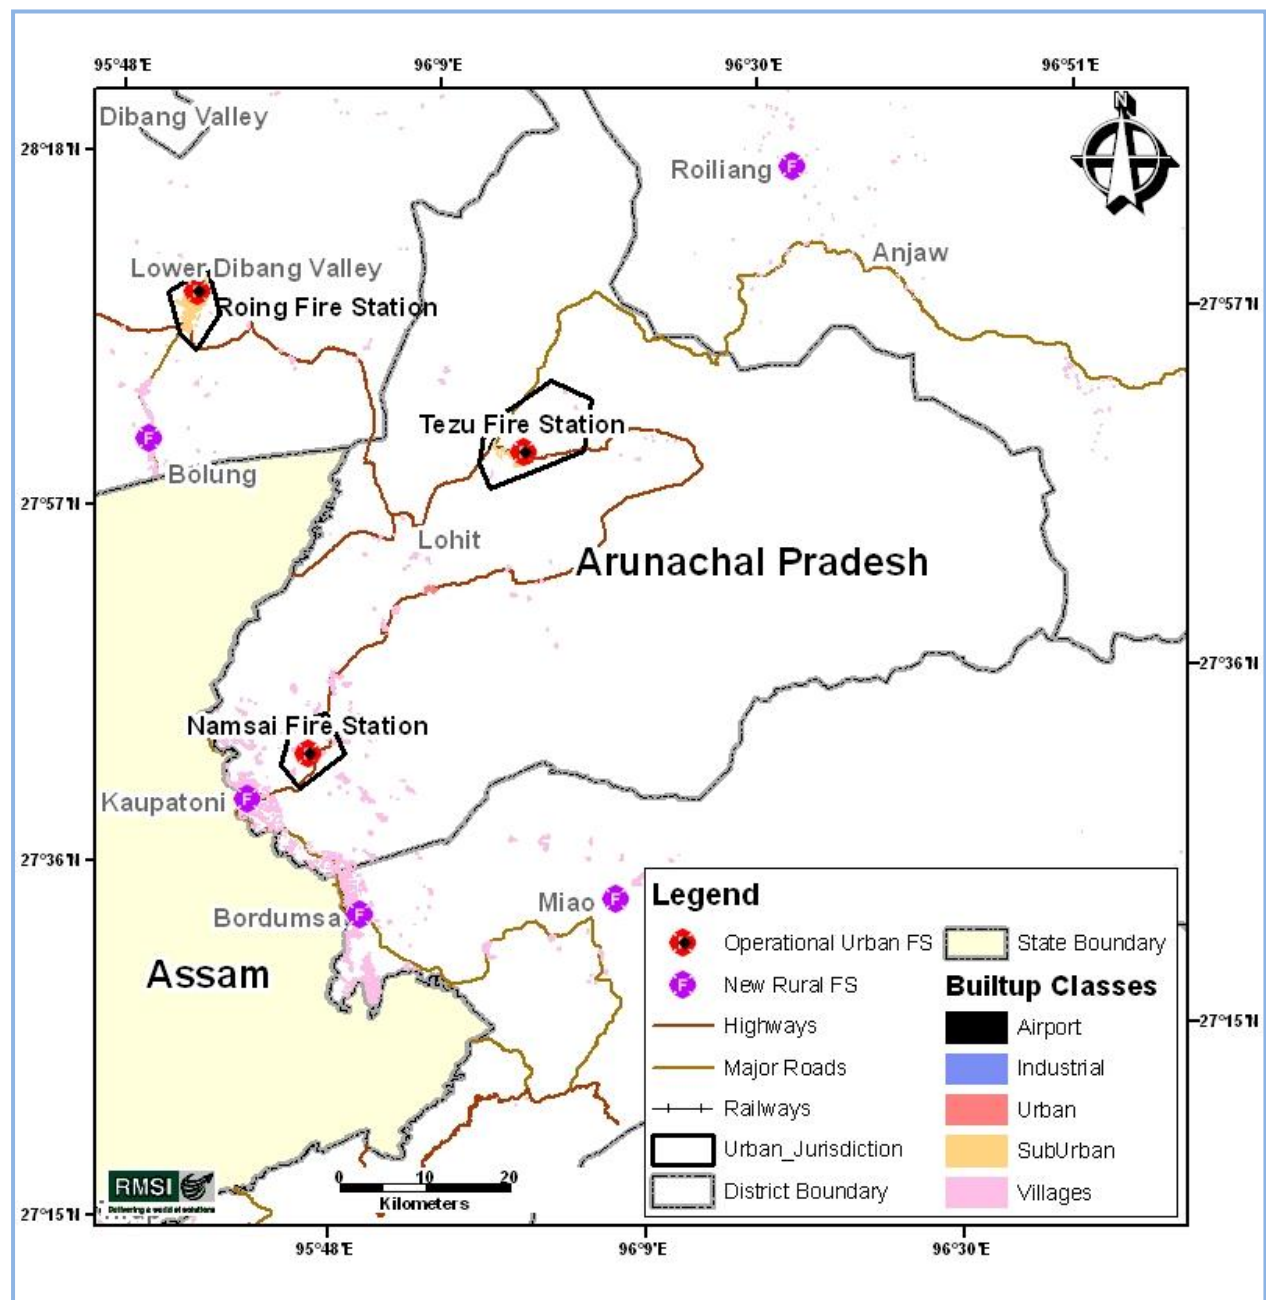 95°48'E 96°9'E 96°30'E 96°51'E
N
Dibang Valley
28°18'N
Roiliang F
Anjaw
Lower Dibang Valley
Roing Fire Station
27°57'N
Tezu Fire Station
F
Bolung
27°57'N
Lohit
Arunachal Pradesh
27°36'N
Namsai Fire Station
Kaupatoni F
27°36'N
Miao F
Bordumsa F
Assam
Legend
Operational Urban FS
F New Rural FS
Highways
Major Roads
Railways
Urban_Jurisdiction
District Boundary
State Boundary
Builtup Classes
Airport
Industrial
Urban
SubUrban
Villages
27°15'N
RMSI
Delivering a world of solutions
0 10 20
Kilometers
27°15'N
95°48'E 96°9'E 96°30'E